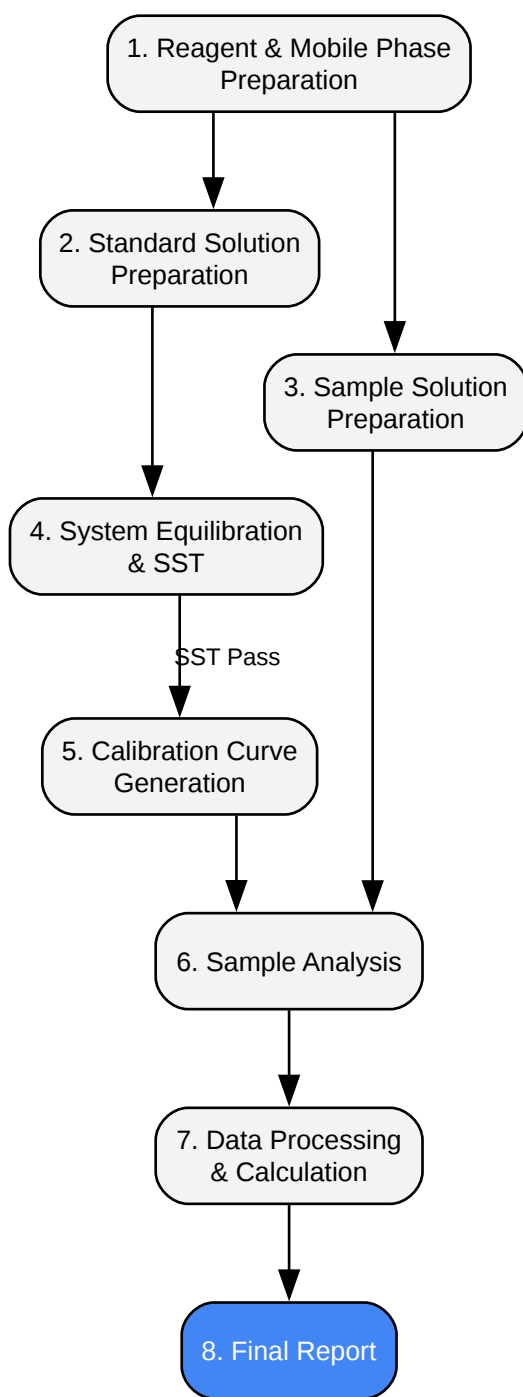 1. Reagent & Mobile Phase
Preparation
2. Standard Solution
Preparation
3. Sample Solution
Preparation
4. System Equilibration
& SST
SST Pass
5. Calibration Curve
Generation
6. Sample Analysis
7. Data Processing
& Calculation
8. Final Report